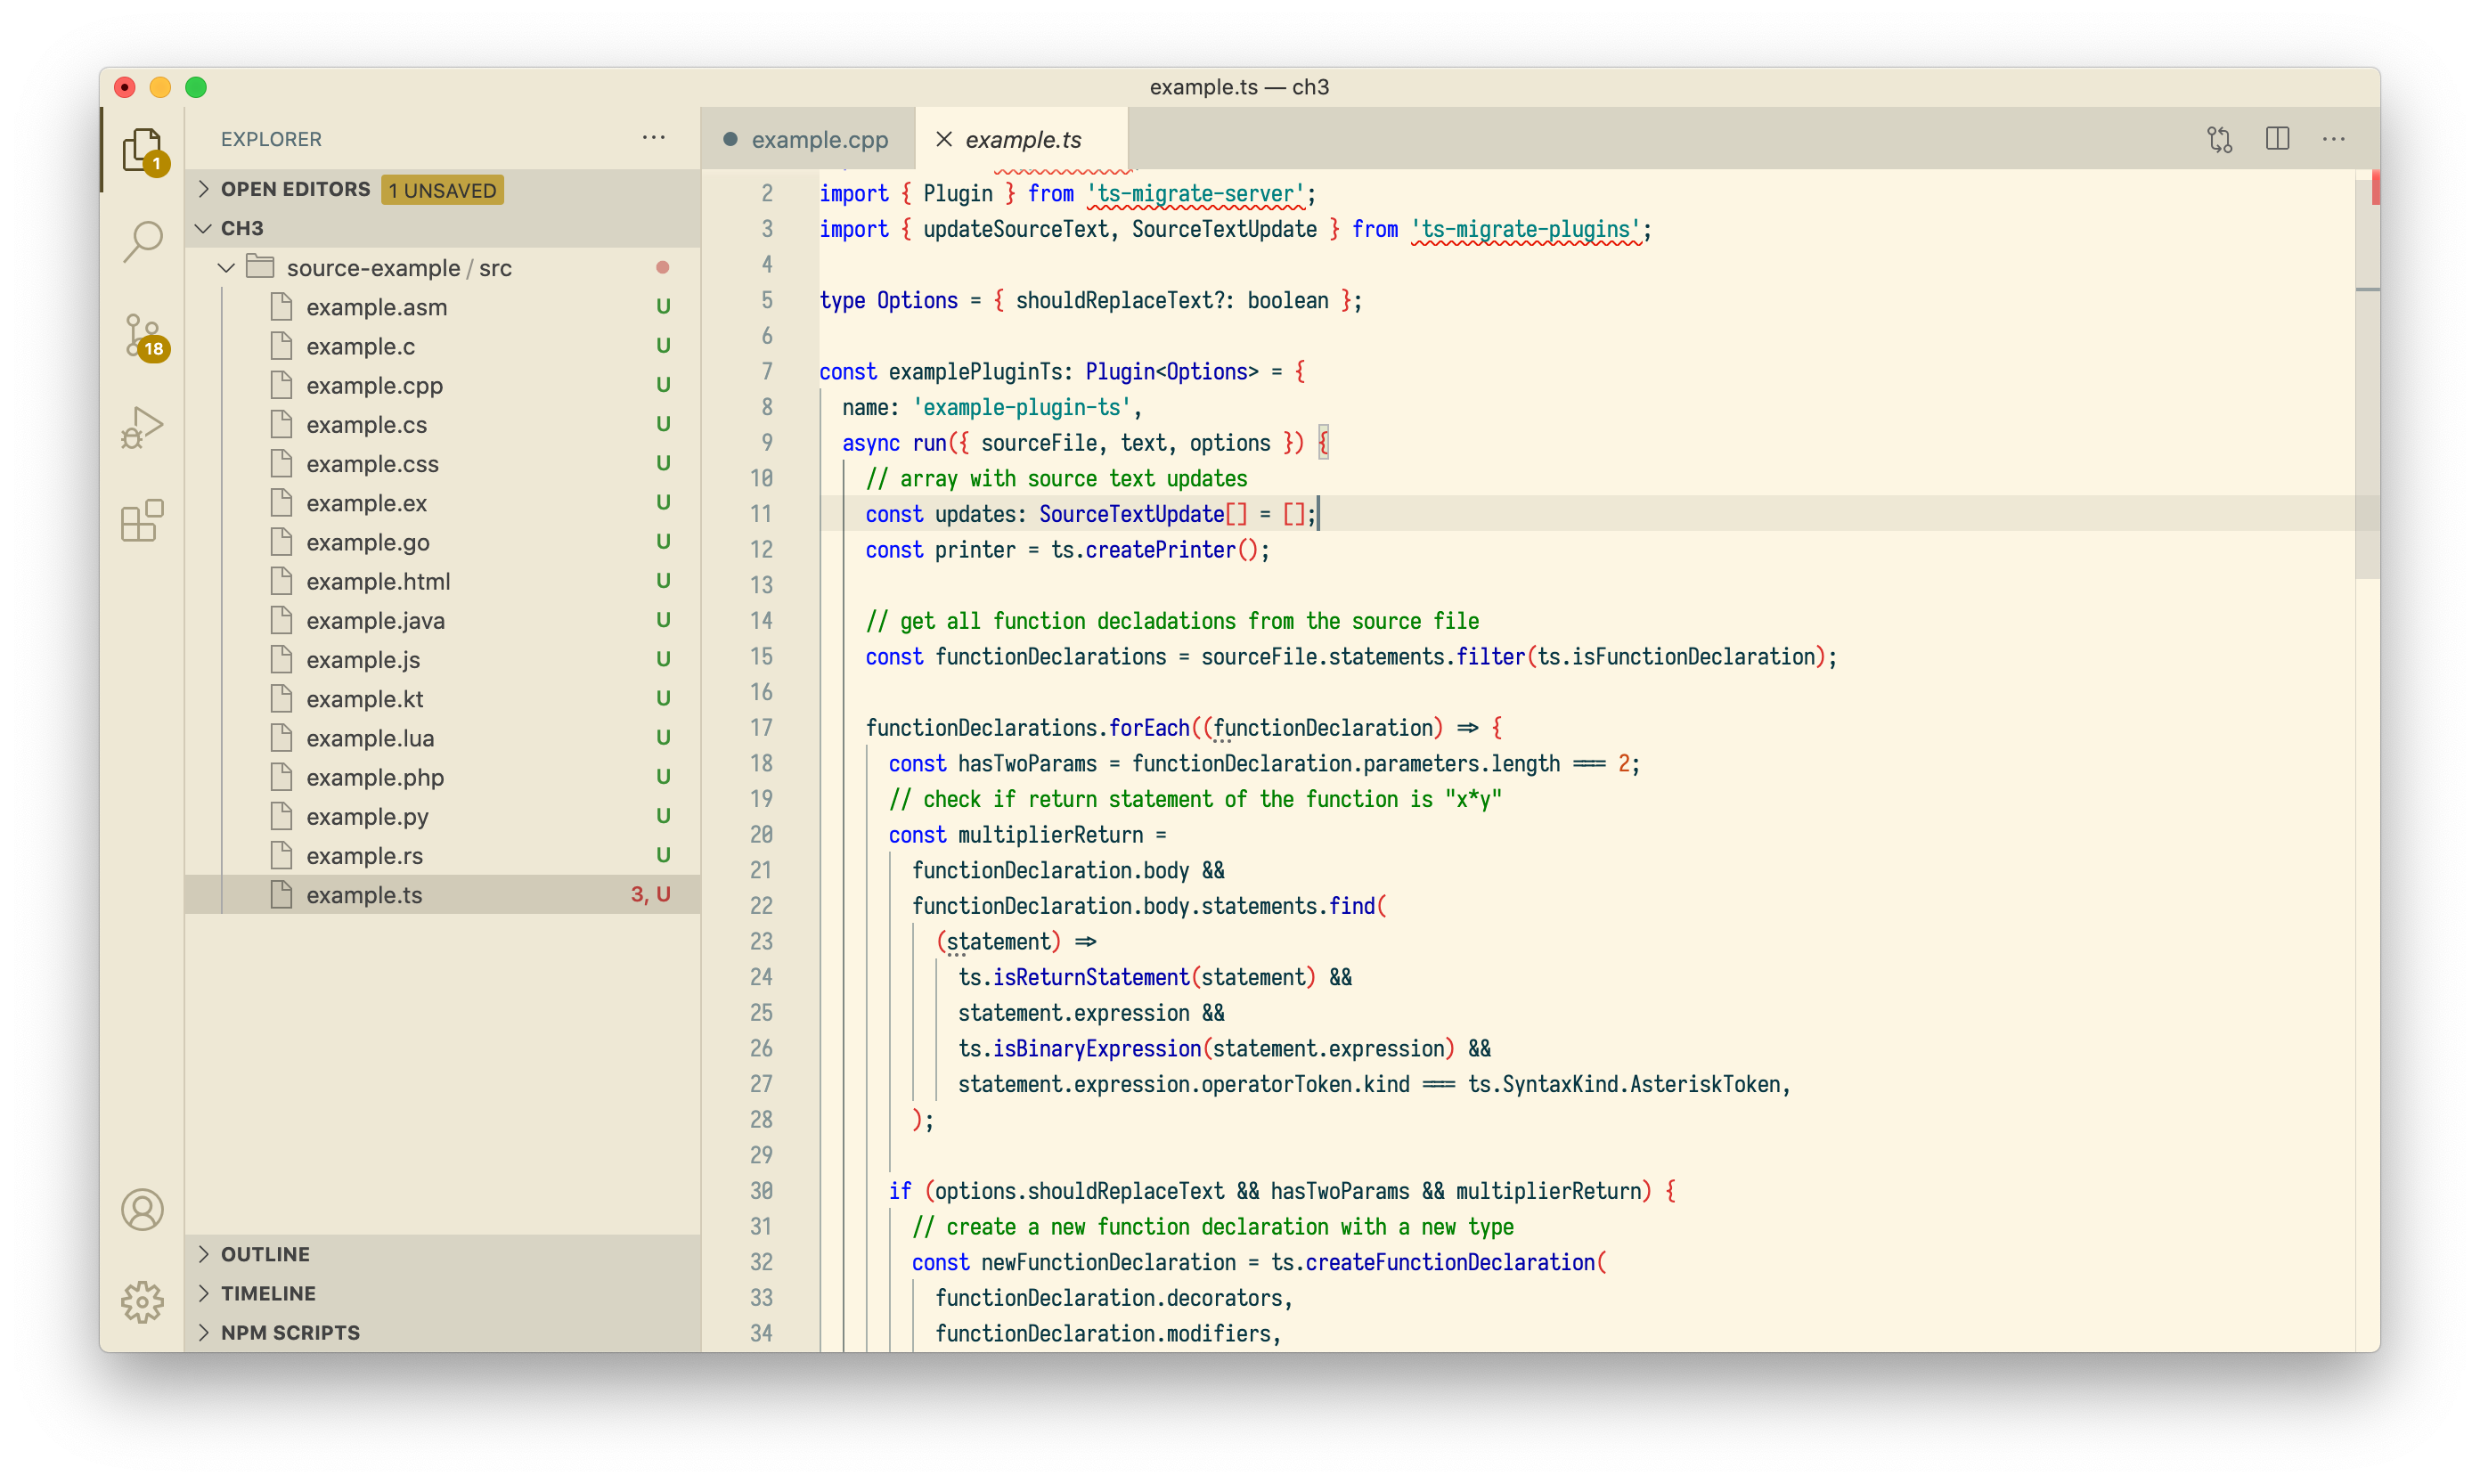 example.ts — ch3
EXPLORER
OPEN EDITORS 1 UNSAVED
CH3
source-example / src
example.asm U
example.c U
example.cpp U
example.cs U
example.css U
example.ex U
example.go U
example.html U
example.java U
example.js U
example.kt U
example.lua U
example.php U
example.py U
example.rs U
example.ts 3, U
OUTLINE
TIMELINE
NPM SCRIPTS
1
18
example.cpp
example.ts
2 import { Plugin } from 'ts-migrate-server';
3 import { updateSourceText, SourceTextUpdate } from 'ts-migrate-plugins';
4
5 type Options = { shouldReplaceText?: boolean };
6
7 const examplePluginTs: Plugin<Options> = {
8 name: 'example-plugin-ts',
9 async run({ sourceFile, text, options }) {
10 // array with source text updates
11 const updates: SourceTextUpdate[] = [];
12 const printer = ts.createPrinter();
13
14 // get all function decladations from the source file
15 const functionDeclarations = sourceFile.statements.filter(ts.isFunctionDeclaration);
16
17 functionDeclarations.forEach((functionDeclaration) => {
18 const hasTwoParams = functionDeclaration.parameters.length === 2;
19 // check if return statement of the function is "x*y"
20 const multiplierReturn =
21 functionDeclaration.body &&
22 functionDeclaration.body.statements.find(
23 (statement) =>
24 ts.isReturnStatement(statement) &&
25 statement.expression &&
26 ts.isBinaryExpression(statement.expression) &&
27 statement.expression.operatorToken.kind === ts.SyntaxKind.AsteriskToken,
28 );
29
30 if (options.shouldReplaceText && hasTwoParams && multiplierReturn) {
31 // create a new function declaration with a new type
32 const newFunctionDeclaration = ts.createFunctionDeclaration(
33 functionDeclaration.decorators,
34 functionDeclaration.modifiers,